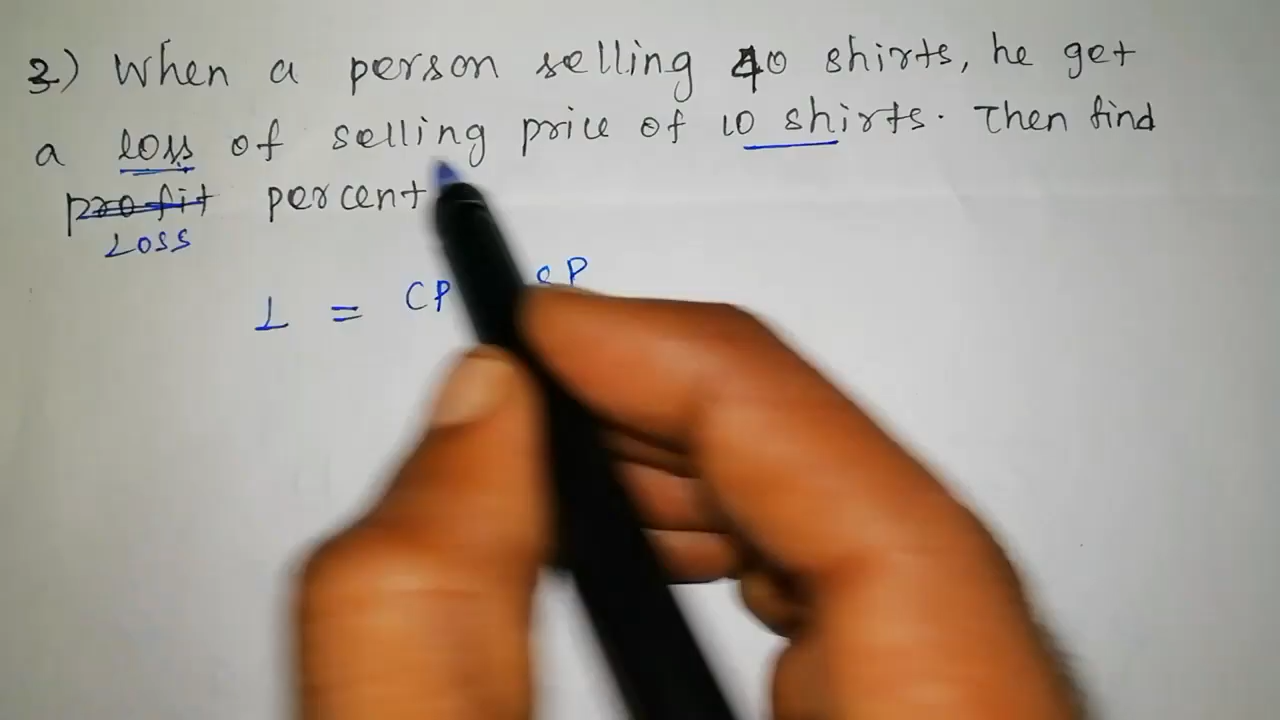 3) When a person selling 40 shirts, he get
a loss of selling price of 10 shirts. Then find
profit percent
Loss
L = CP SP